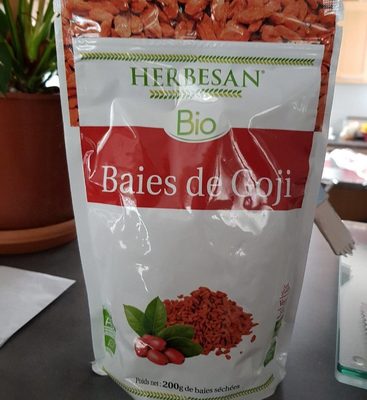 HERBESAN®
Bio
Baies de Goji
Poids net : 200g de baies séchées